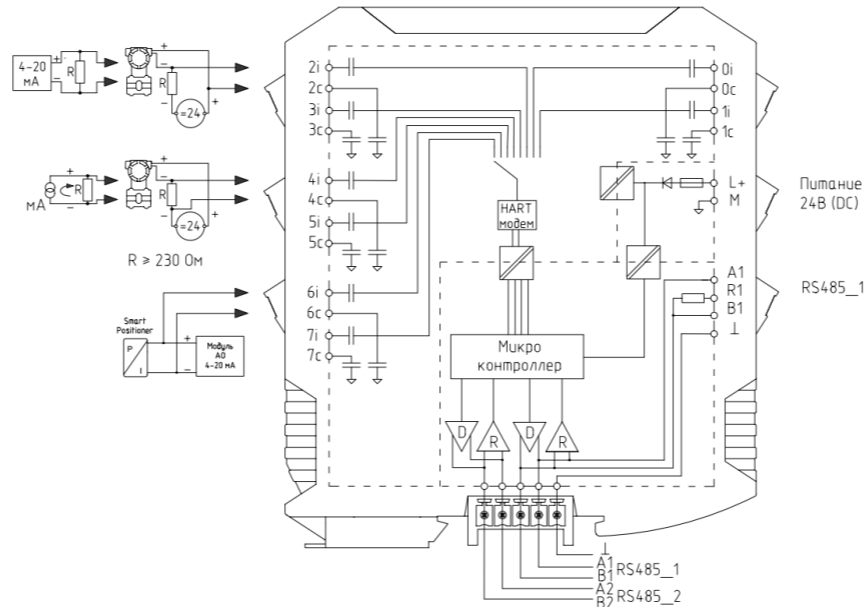 4-20
мА
+
-
R
+
-
R
-
+
=24
мА
+
-
R
+
-
R
-
+
=24
R ≥ 230 Ом
Smart
Positioner
P
I
+
-
Модуль
АО
4-20 мА
2i
2c
3i
3c
4i
4c
5i
5c
6i
6c
7i
7c
0i
0c
1i
1c
L+
M
Питание
24В (DC)
HART
модем
A1
R1
B1
⊥
RS485_1
Микро
контроллер
D
R
D
R
⊥
A1
B1
RS485_1
A2
B2
RS485_2